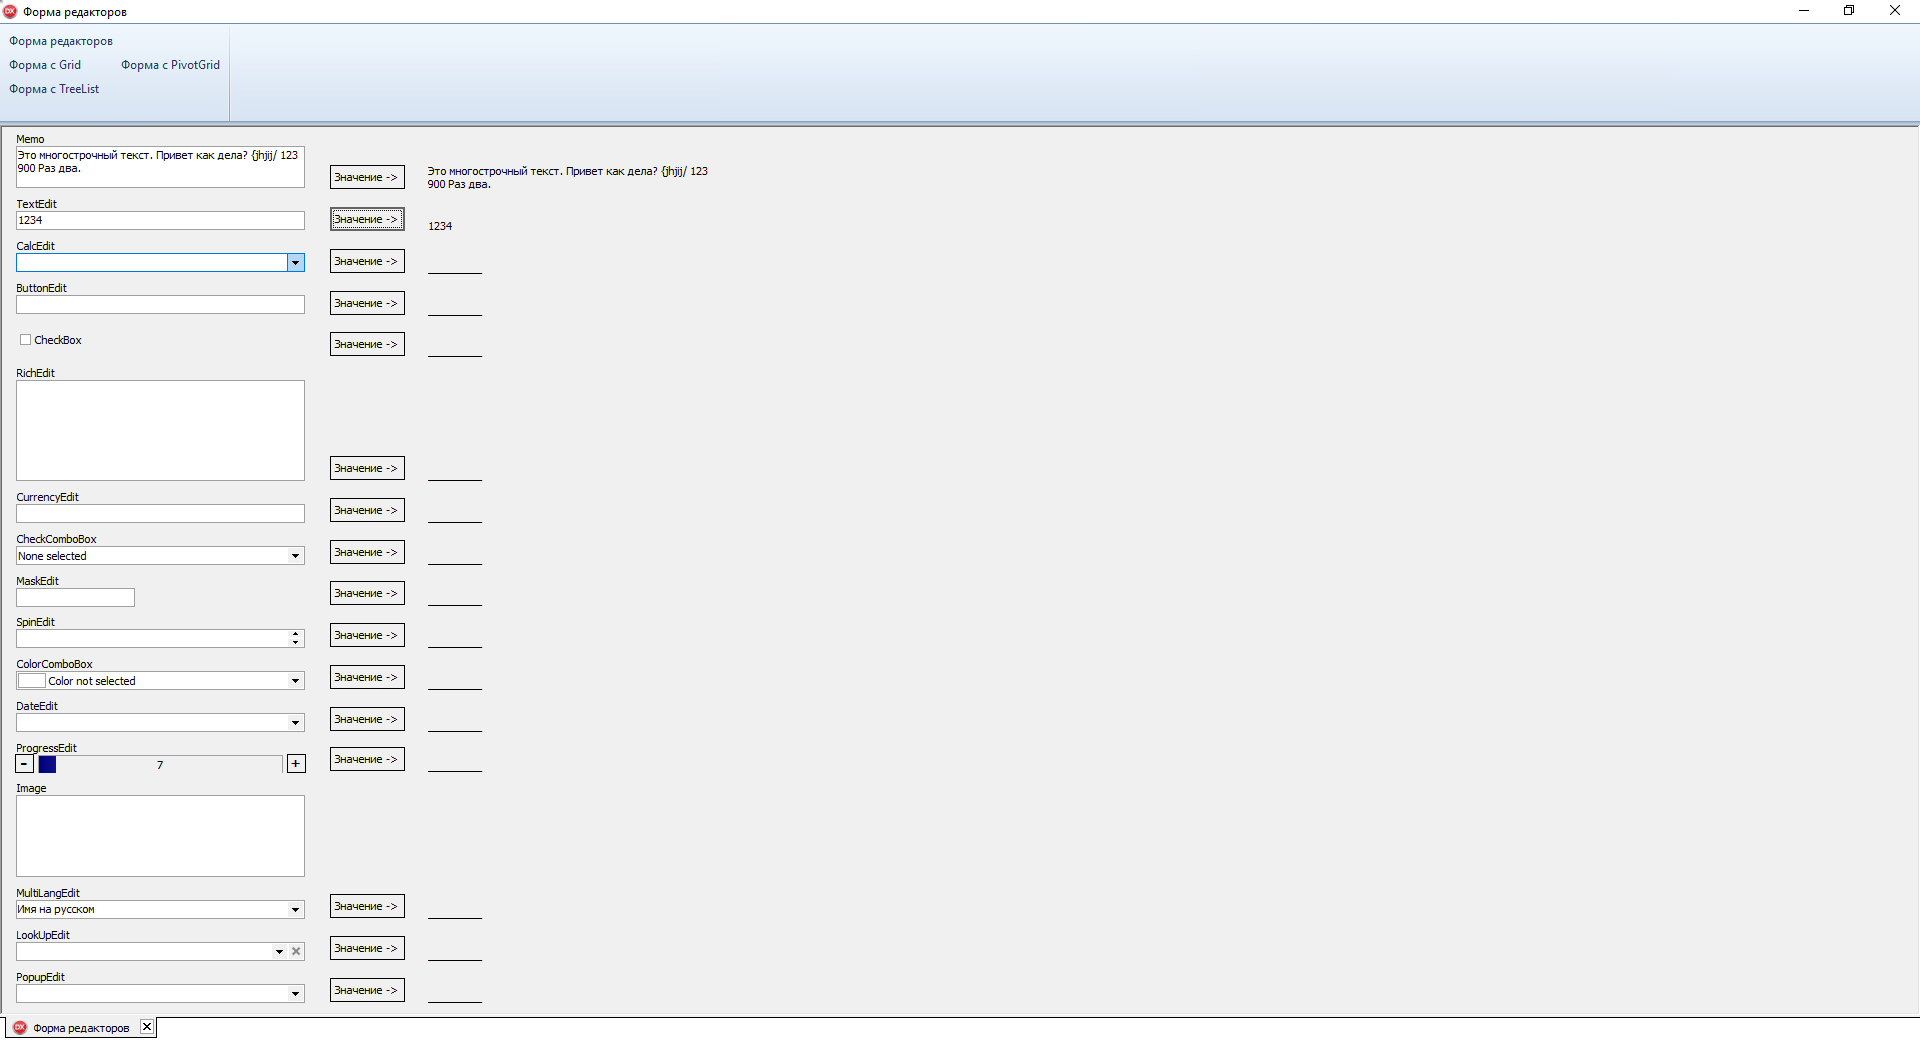 Форма редакторов
Форма редакторов
Форма с Grid Форма с PivotGrid
Форма с TreeList
Memo
Это многострочный текст. Привет как дела? {jhjij/ 123
900 Раз два.
Значение ->
Это многострочный текст. Привет как дела? {jhjij/ 123
900 Раз два.
TextEdit
1234
Значение ->
1234
CalcEdit
Значение ->
ButtonEdit
Значение ->
CheckBox
Значение ->
RichEdit
Значение ->
CurrencyEdit
Значение ->
CheckComboBox
None selected
Значение ->
MaskEdit
Значение ->
SpinEdit
Значение ->
ColorComboBox
Color not selected
Значение ->
DateEdit
Значение ->
ProgressEdit
- 7 +
Значение ->
Image
MultiLangEdit
Имя на русском
Значение ->
LookUpEdit
Значение ->
PopupEdit
Значение ->
DX Форма редакторов